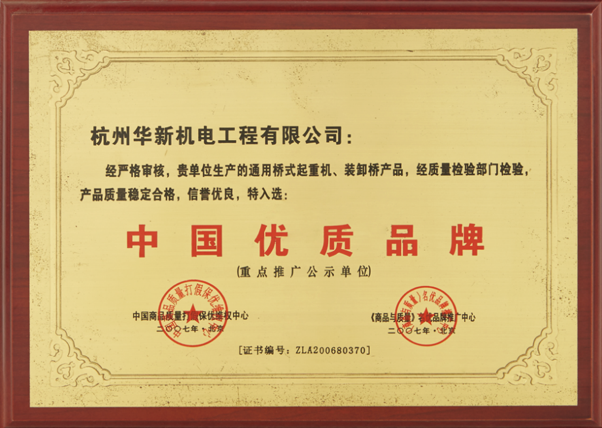 杭州华新机电工程有限公司：
经严格审核，贵单位生产的通用桥式起重机、装卸桥产品，经质量检验部门检验，
产品质量稳定合格，信誉优良，特入选：
中国优质品牌
（重点推广公示单位）
中国商品质量打假保优维权中心
二〇〇七年·北京
《商品与质量》名优品牌推广中心
二〇〇七年·北京
[证书编号：ZLA200680370]